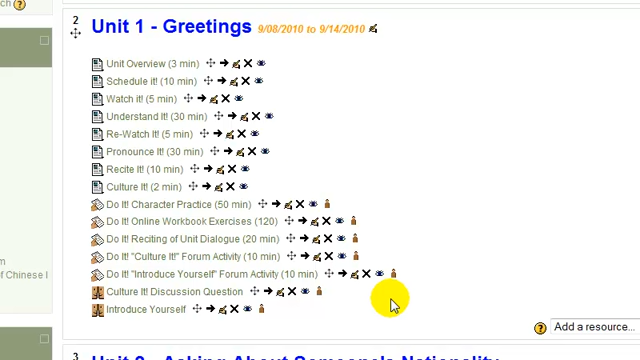 2
Unit 1 - Greetings 9/08/2010 to 9/14/2010
Unit Overview (3 min)
Schedule it! (10 min)
Watch it! (5 min)
Understand It! (30 min)
Re-Watch It! (5 min)
Pronounce It! (30 min)
Recite It! (10 min)
Culture It! (2 min)
Do It! Character Practice (50 min)
Do It! Online Workbook Exercises (120)
Do It! Reciting of Unit Dialogue (20 min)
Do It! "Culture It!" Forum Activity (10 min)
Do It! "Introduce Yourself" Forum Activity (10 min)
of Chinese
Culture It! Discussion Question
Introduce Yourself
Add a resource...
3
Unit 2 - Asking About Someone's Nationality